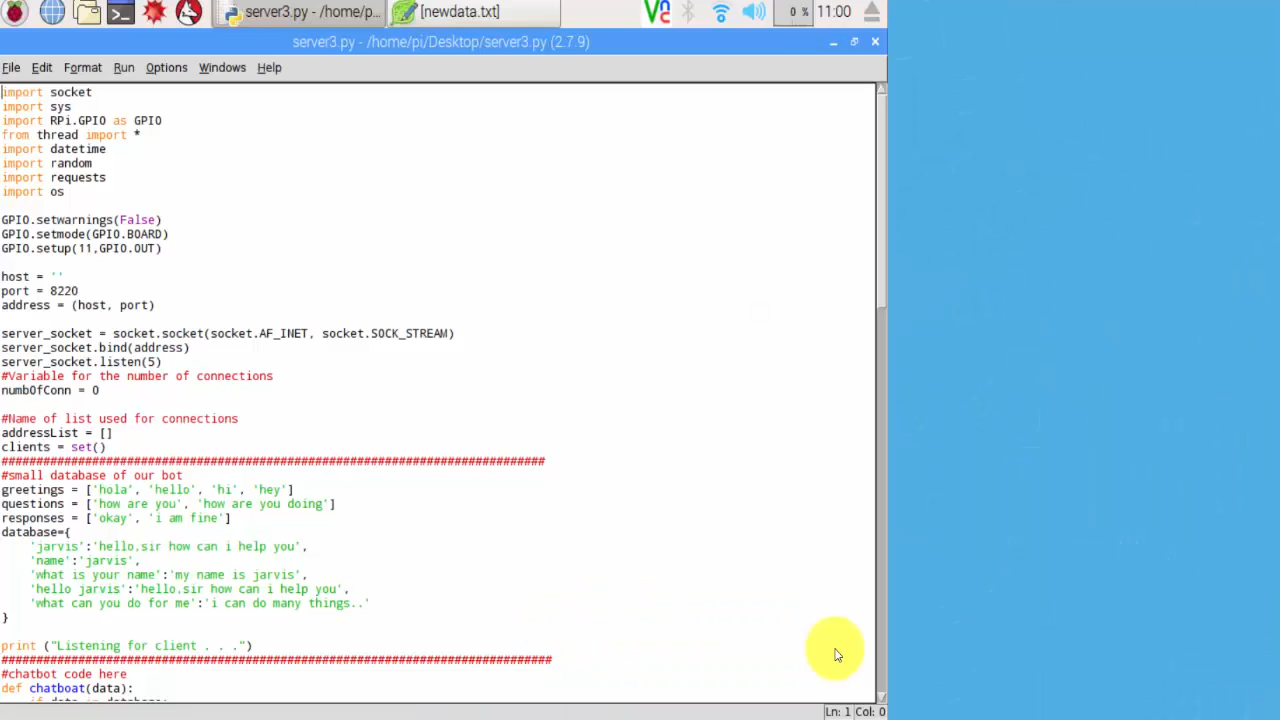 server3.py - /home/p...
[newdata.txt]
0 %
11:00
server3.py - /home/pi/Desktop/server3.py (2.7.9)
File Edit Format Run Options Windows Help
import socket
import sys
import RPi.GPIO as GPIO
from thread import *
import datetime
import random
import requests
import os
GPIO.setwarnings(False)
GPIO.setmode(GPIO.BOARD)
GPIO.setup(11,GPIO.OUT)
host = ''
port = 8220
address = (host, port)
server_socket = socket.socket(socket.AF_INET, socket.SOCK_STREAM)
server_socket.bind(address)
server_socket.listen(5)
#Variable for the number of connections
numbOfConn = 0
#Name of list used for connections
addressList = []
clients = set()
##############################################################################
#small database of our bot
greetings = ['hola', 'hello', 'hi', 'hey']
questions = ['how are you', 'how are you doing']
responses = ['okay', 'i am fine']
database={
'jarvis':'hello,sir how can i help you',
'name':'jarvis',
'what is your name':'my name is jarvis',
'hello jarvis':'hello,sir how can i help you',
'what can you do for me':'i can do many things..'
}
print ("Listening for client . . .")
###############################################################################
#chatbot code here
def chatboat(data):
if data in database:
Ln: 1 Col: 0